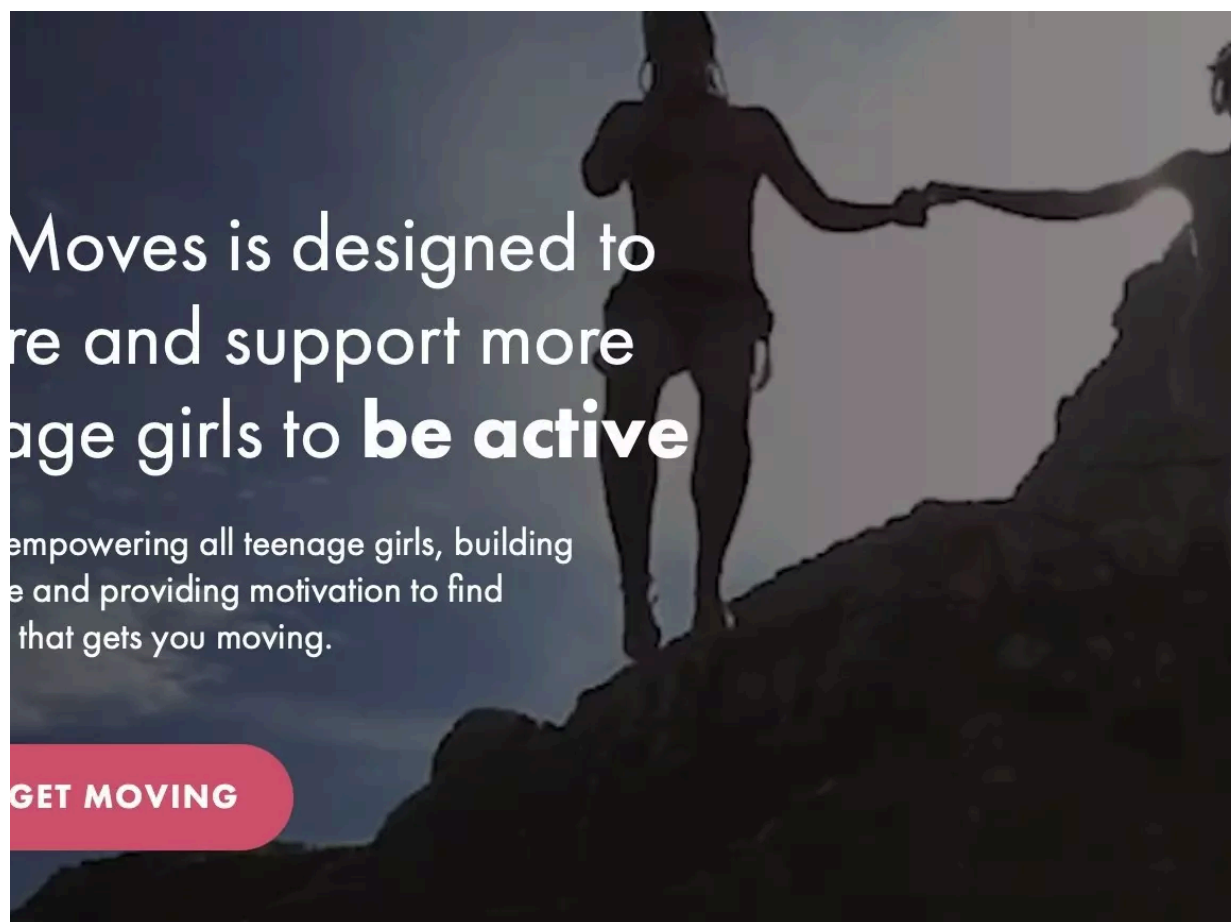 Moves is designed to
re and support more
age girls to be active
empowering all teenage girls, building
e and providing motivation to find
that gets you moving.
GET MOVING